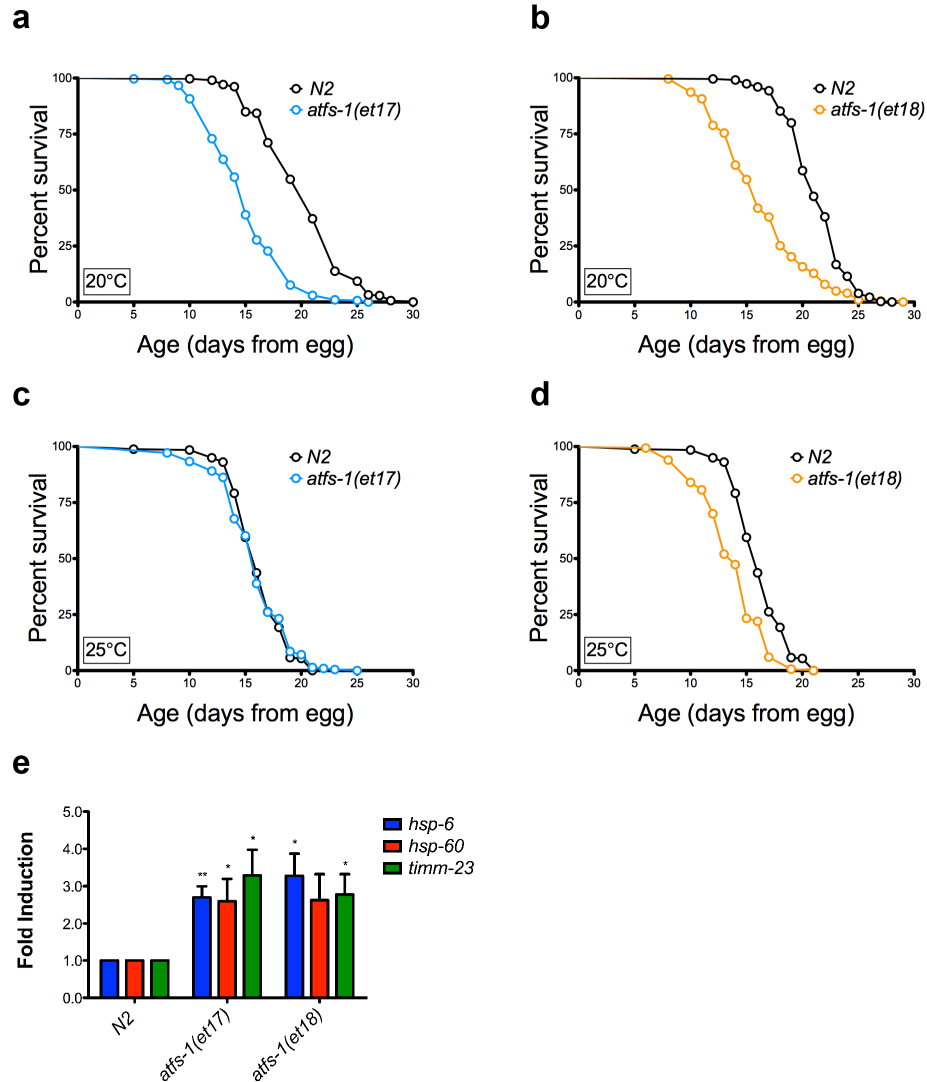 a
100
75
50
25
0
Percent survival
N2
atfs-1(et17)
20°C
0 5 10 15 20 25 30
Age (days from egg)
b
100
75
50
25
0
Percent survival
N2
atfs-1(et18)
20°C
0 5 10 15 20 25 30
Age (days from egg)
c
100
75
50
25
0
Percent survival
N2
atfs-1(et17)
25°C
0 5 10 15 20 25 30
Age (days from egg)
d
100
75
50
25
0
Percent survival
N2
atfs-1(et18)
25°C
0 5 10 15 20 25 30
Age (days from egg)
e
5.0
4.0
3.0
2.0
1.0
0.0
Fold Induction
** * * * *
hsp-6
hsp-60
timm-23
N2
atfs-1(et17)
atfs-1(et18)